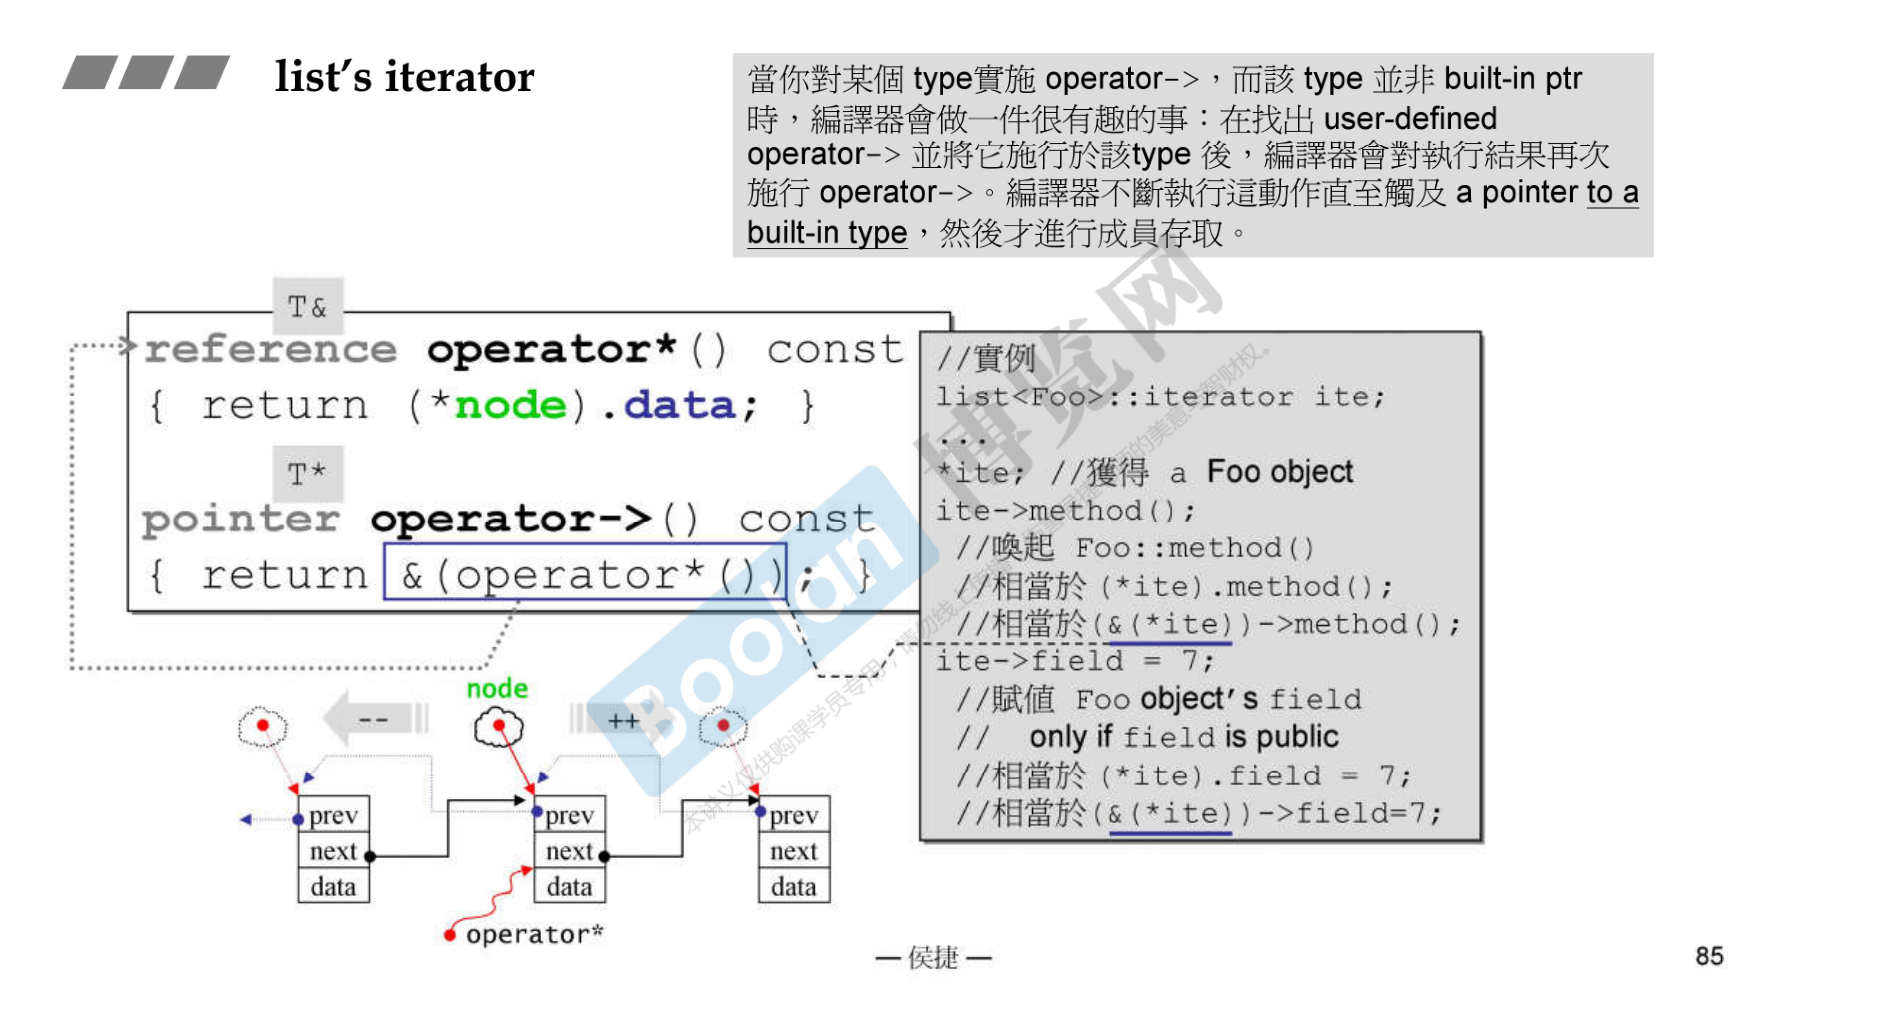 list's iterator
當你對某個 type實施 operator->，而該 type 並非 built-in ptr
時，編譯器會做一件很有趣的事：在找出 user-defined
operator-> 並將它施行於該type 後，編譯器會對執行結果再次
施行 operator->。編譯器不斷執行這動作直至觸及 a pointer to a
built-in type，然後才進行成員存取。
T&
reference operator*() const
{ return (*node).data; }
T*
pointer operator->() const
{ return &(operator*()); }
//實例
list<Foo>::iterator ite;
...
*ite; //獲得 a Foo object
ite->method();
//喚起 Foo::method()
//相當於 (*ite).method();
//相當於(&(*ite))->method();
ite->field = 7;
//賦值 Foo object's field
// only if field is public
//相當於 (*ite).field = 7;
//相當於(&(*ite))->field=7;
node
--
++
prev
next
data
prev
next
data
prev
next
data
operator*
Boolan
博览网
— 侯捷 —
85